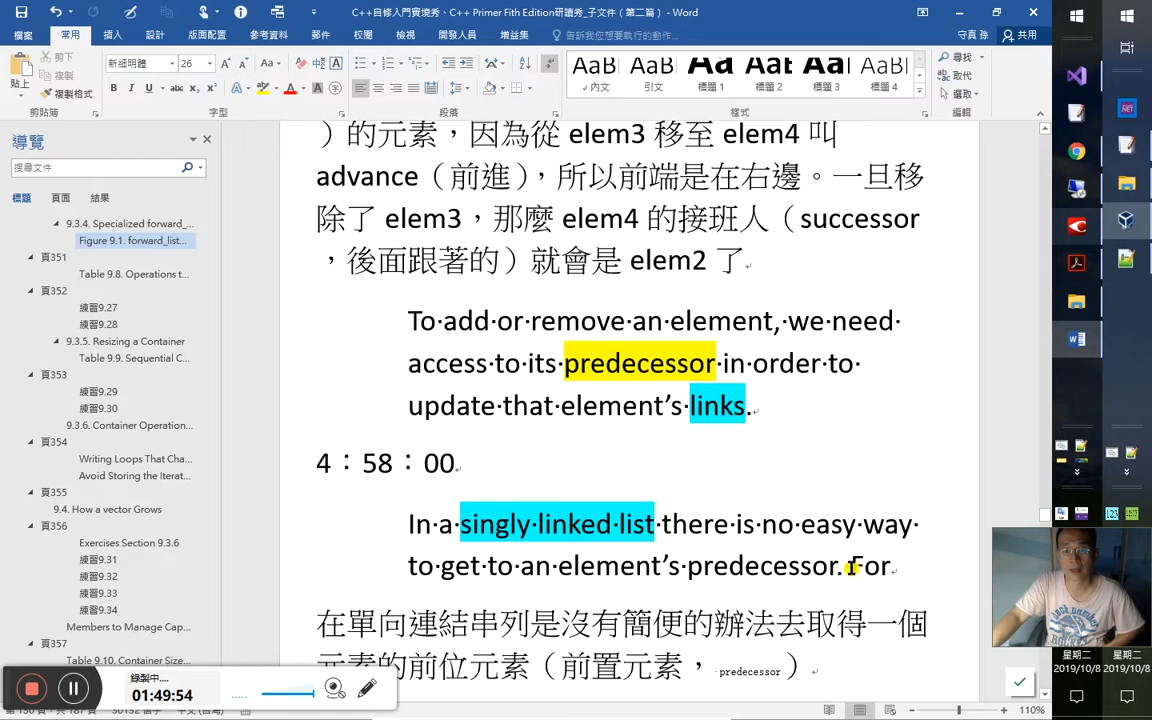 C++自修入門實境秀、C++ Primer Fith Edition研讀秀_子文件（第二篇） - Word
檔案 常用 插入 設計 版面配置 參考資料 郵件 校閱 檢視 開發人員 增益集 告訴我您想要執行的動作... 守真 孫 共用
貼上 剪下 複製 複製格式
新細明體 26
AaB 內文 AaB 引文 Aa 標題 1 AaB 標題 2 AaI 標題 3 AaB 標題 4
尋找 取代 選取
剪貼簿 字型 段落 樣式 編輯
導覽
搜尋文件
標題 頁面 結果
9.3.4. Specialized forward_...
Figure 9.1. forward_list...
頁351
Table 9.8. Operations t...
頁352
練習9.27
練習9.28
9.3.5. Resizing a Container
Table 9.9. Sequential C...
頁353
練習9.29
練習9.30
9.3.6. Container Operation...
頁354
Writing Loops That Cha...
Avoid Storing the Iterat...
頁355
9.4. How a vector Grows
頁356
Exercises Section 9.3.6
練習9.31
練習9.32
練習9.33
練習9.34
Members to Manage Cap...
頁357
Table 9.10. Container Size...
）的元素，因為從 elem3 移至 elem4 叫
advance（前進），所以前端是在右邊。一旦移
除了 elem3，那麼 elem4 的接班人（successor
，後面跟著的）就會是 elem2 了
To add or remove an element, we need
access to its predecessor in order to
update that element’s links.
4：58：00
In a singly linked list there is no easy way
to get to an element’s predecessor. For
在單向連結串列是沒有簡便的辦法去取得一個
元素的前位元素（前置元素， predecessor ）
錄製中...
01:49:54
110%
星期二 星期二
2019/10/8 2019/10/8